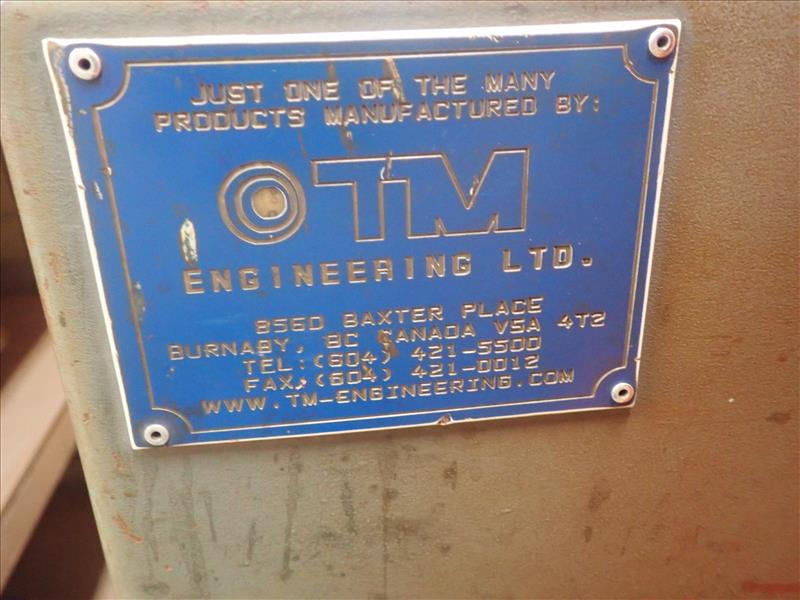 JUST ONE OF THE MANY
PRODUCTS MANUFACTURED BY:
TM
ENGINEERING LTD.
8560 BAXTER PLACE
BURNABY, BC CANADA V5A 4T2
TEL:(604) 421-5500
FAX:(604) 421-0012
WWW.TM-ENGINEERING.COM